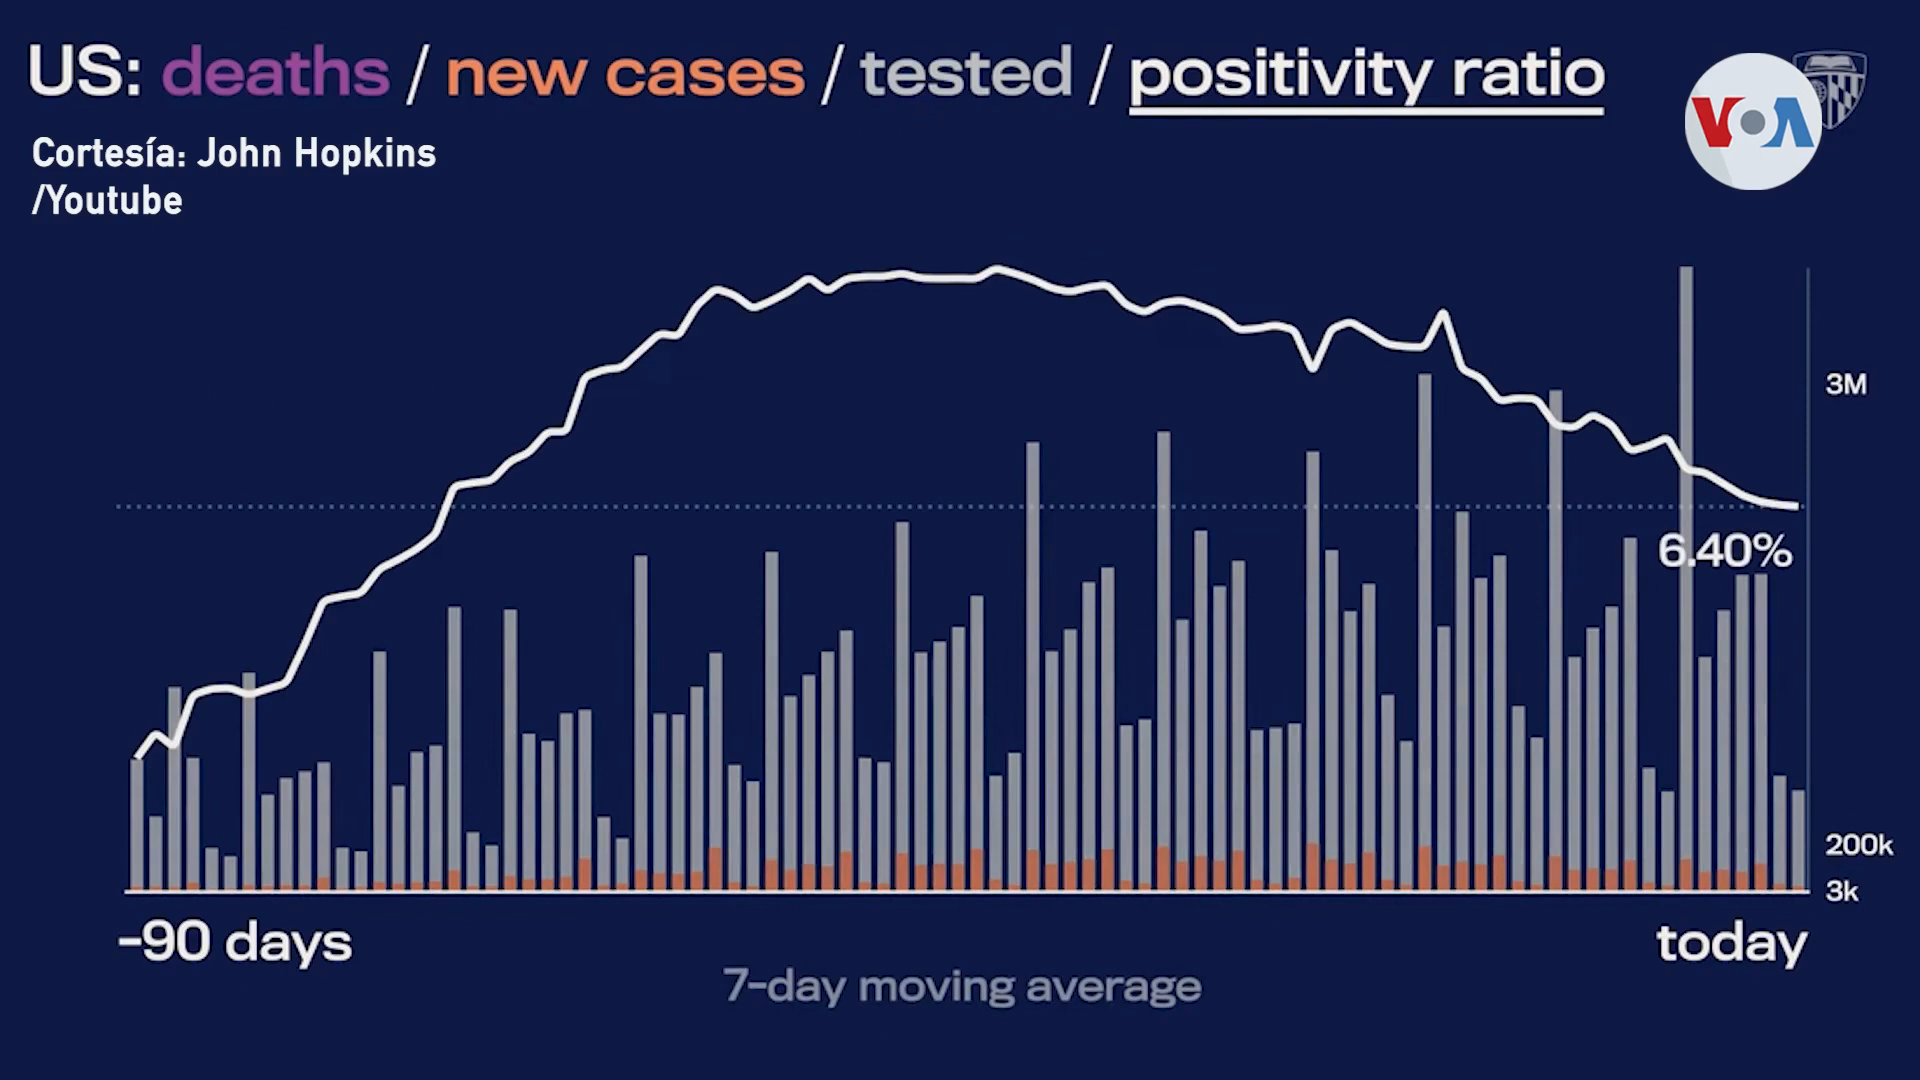 US: deaths / new cases / tested / positivity ratio
VOA
Cortesía: John Hopkins
/Youtube
3M
6.40%
200k
3k
-90 days
today
7-day moving average